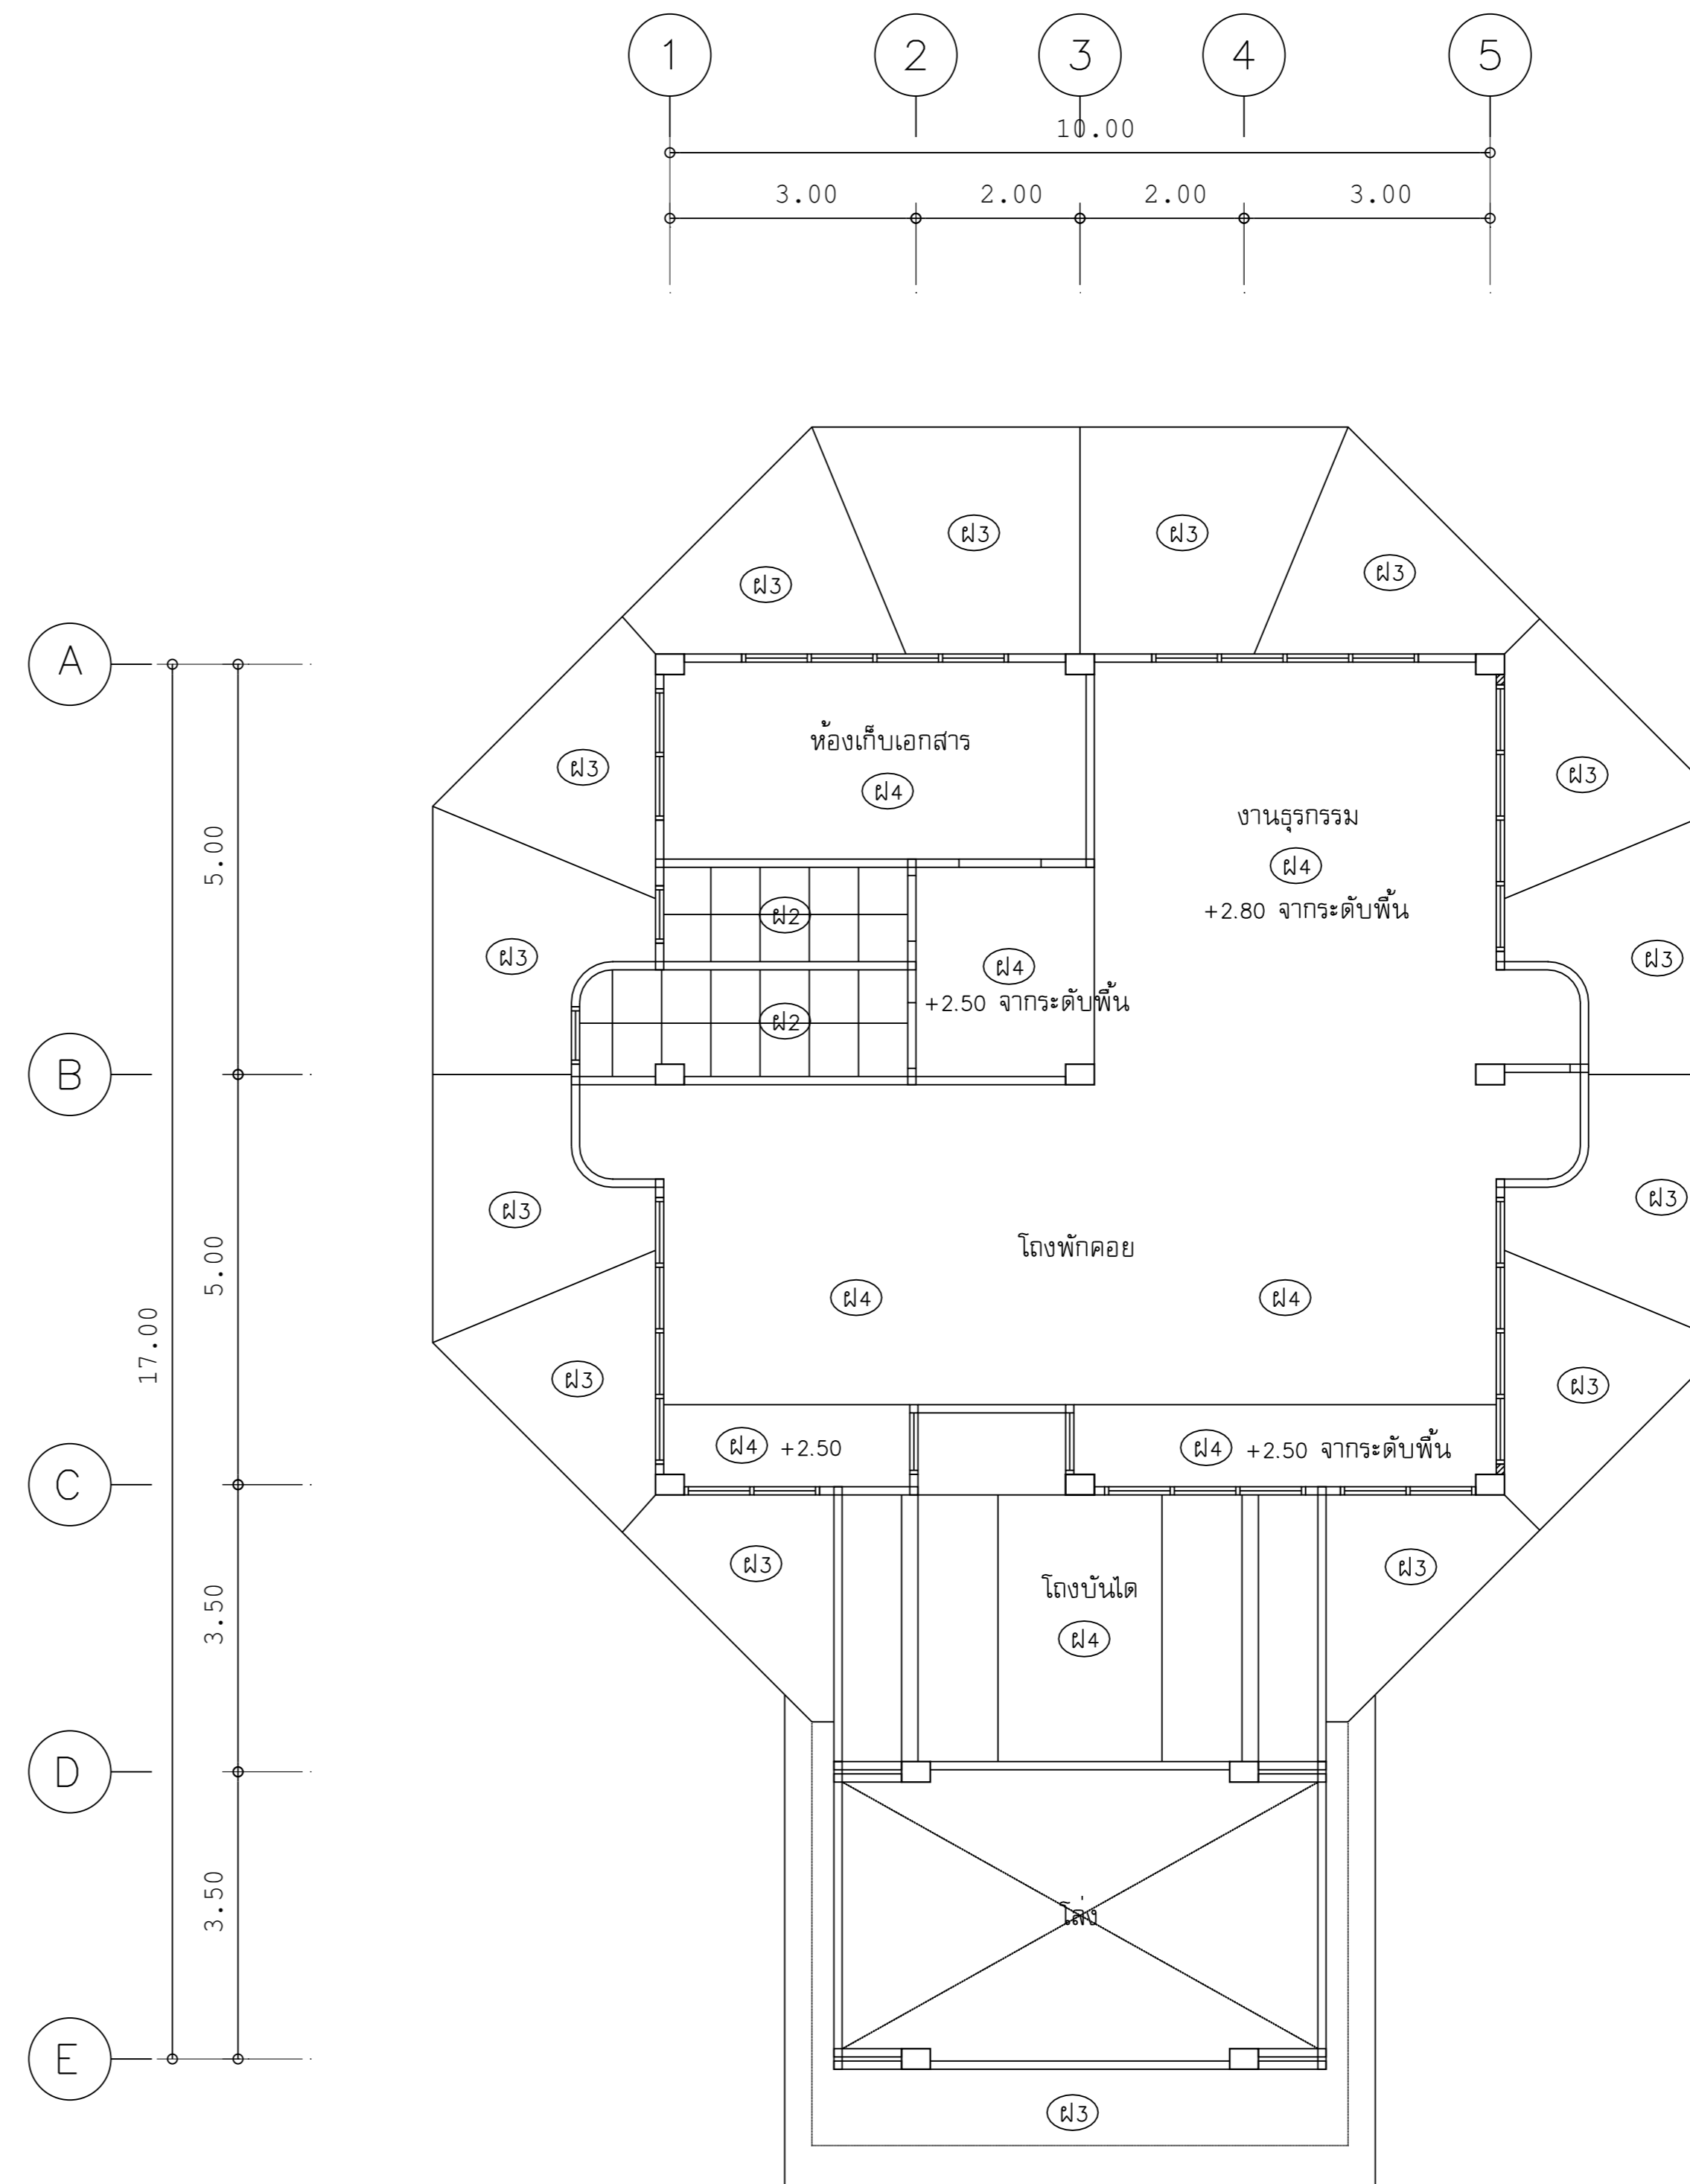 1 2 3 4 5
10.00
3.00 2.00 2.00 3.00
ฝ3 ฝ3
ฝ3 ฝ3
A
ห้องเก็บเอกสาร
ฝ3 ฝ4 ฝ3
งานธุรกรรม
5.00 ฝ4
ฝ2 +2.80 จากระดับพื้น
ฝ3 ฝ4 ฝ3
+2.50 จากระดับพื้น
ฝ2
B
ฝ3 ฝ3
โถงพักคอย
5.00
ฝ4 ฝ4
17.00
ฝ3 ฝ3
ฝ4 +2.50 ฝ4 +2.50 จากระดับพื้น
C
ฝ3 ฝ3
โถงบันได
3.50
ฝ4
D
3.50
โล่ง
E
ฝ3